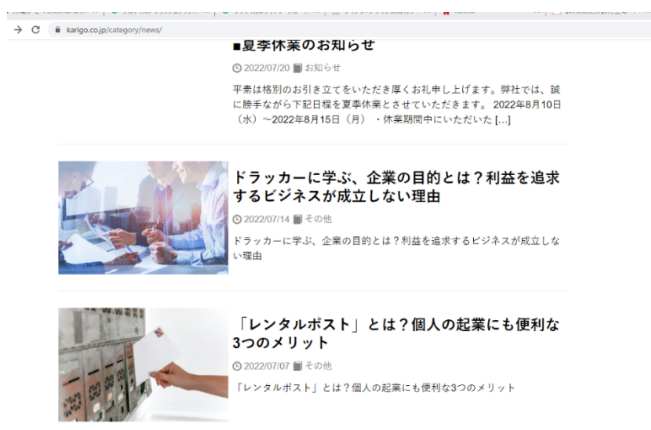 karigo.co.jp/category/news/
■夏季休業のお知らせ
2022/07/20 お知らせ
平素は格別のお引き立てをいただき厚くお礼申し上げます。弊社では、誠
に勝手ながら下記日程を夏季休業とさせていただきます。 2022年8月10日
（水）～2022年8月15日（月） ・休業期間中にいただいた [...]
ドラッカーに学ぶ、企業の目的とは？利益を追求
するビジネスが成立しない理由
2022/07/14 その他
ドラッカーに学ぶ、企業の目的とは？利益を追求するビジネスが成立しな
い理由
「レンタルポスト」とは？個人の起業にも便利な
3つのメリット
2022/07/07 その他
「レンタルポスト」とは？個人の起業にも便利な3つのメリット